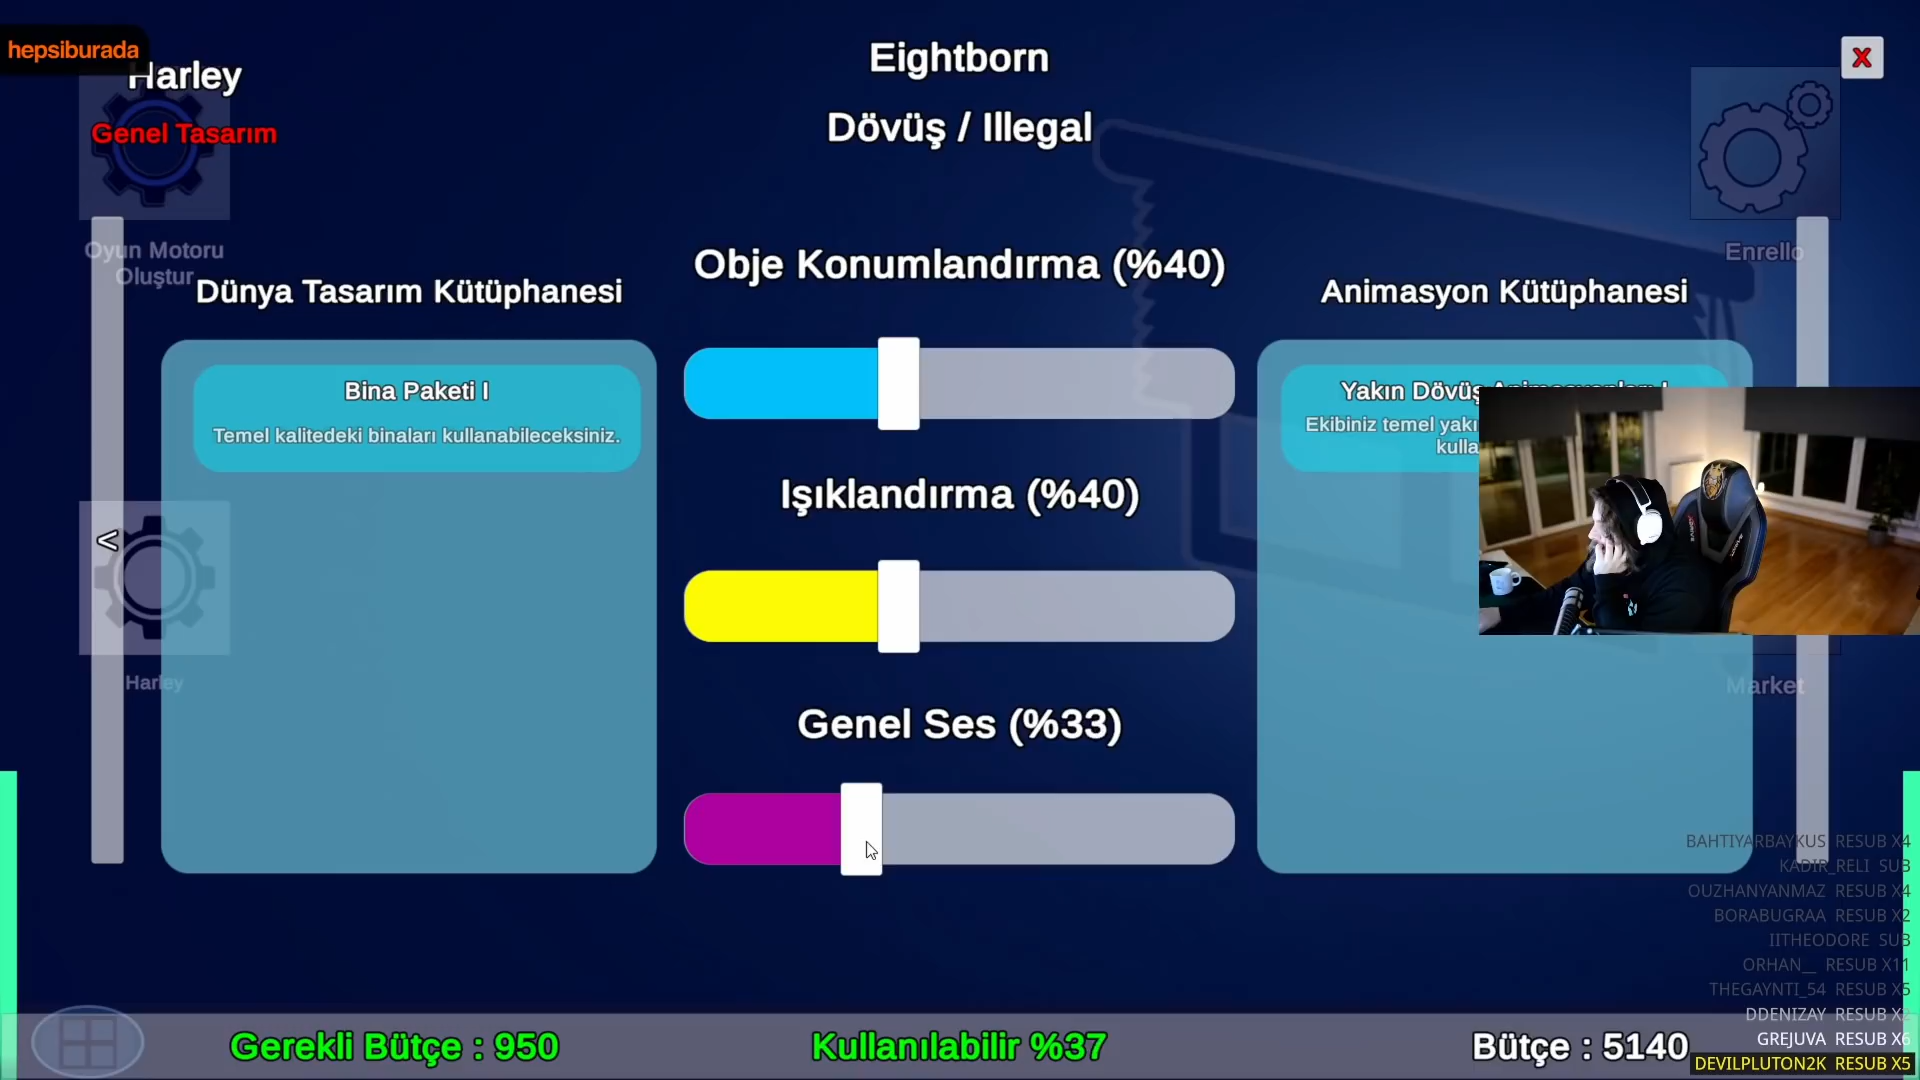 hepsiburada
Harley
Genel Tasarım
Eightborn
Dövüş / Illegal
X
Oyun Motoru
Oluştur
Enrello
Dünya Tasarım Kütüphanesi
Obje Konumlandırma (%40)
Animasyon Kütüphanesi
Bina Paketi I
Temel kalitedeki binaları kullanabileceksiniz.
Yakın Dövüş
Ekibiniz temel
Işıklandırma (%40)
<
Harley
Market
Genel Ses (%33)
BAHTIYARBAYKUS RESUB X4
KADIR_RELI SUB
OUZHANYANMAZ RESUB X4
BORABUGRAA RESUB X2
IITHEODORE SUB
ORHAN__ RESUB X11
THEGAYNTI_54 RESUB X5
DDENIZAY RESUB X2
GREJUVA RESUB X6
DEVILPLUTON2K RESUB X5
Gerekli Bütçe : 950
Kullanılabilir %37
Bütçe : 5140